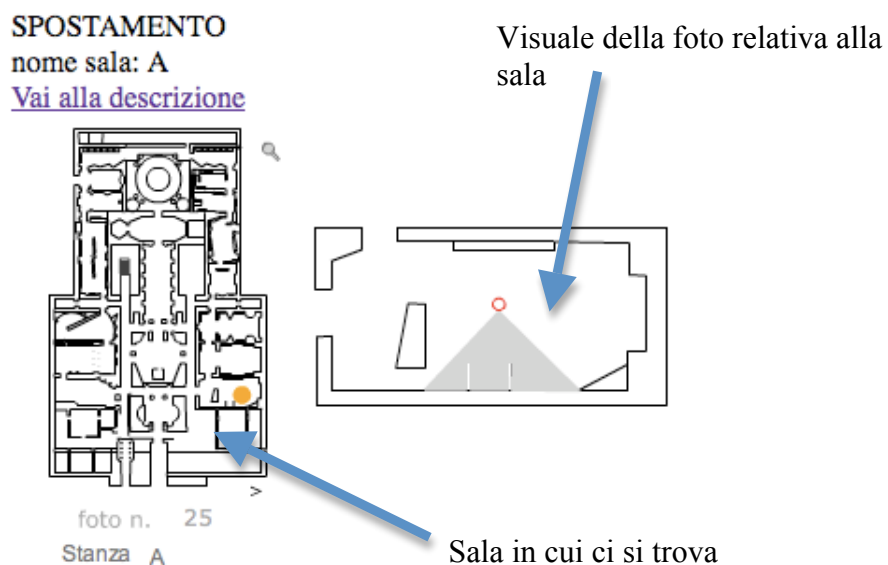 SPOSTAMENTO
nome sala: A
Vai alla descrizione
Visuale della foto relativa alla
sala
>
foto n. 25
Stanza A
Sala in cui ci si trova